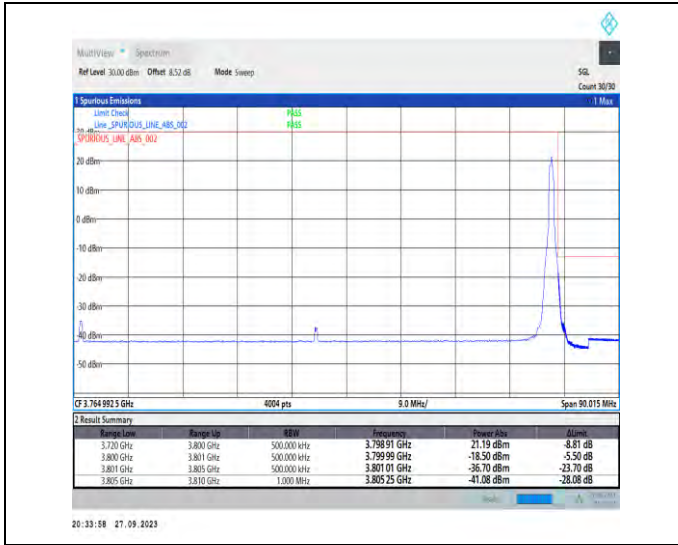 MultiView Spectrum
Ref Level 30.00 dBm Offset 8.52 dB Mode Sweep SGL
Count 30/30
1 Spurious Emissions 1 Max
Limit Check PASS
Line _SPURIOUS_LINE_ABS_002 PASS
_SPURIOUS_LINE_ABS_002
20 dBm
10 dBm
0 dBm
-10 dBm
-20 dBm
-30 dBm
-40 dBm
-50 dBm
CF 3.764 992 5 GHz 4004 pts 9.0 MHz/ Span 90.015 MHz
2 Result Summary
Range Low Range Up RBW Frequency Power Abs ΔLimit
3.720 GHz 3.800 GHz 500.000 kHz 3.798 91 GHz 21.19 dBm -8.81 dB
3.800 GHz 3.801 GHz 500.000 kHz 3.799 99 GHz -18.50 dBm -5.50 dB
3.801 GHz 3.805 GHz 500.000 kHz 3.801 01 GHz -36.70 dBm -23.70 dB
3.805 GHz 3.810 GHz 1.000 MHz 3.805 25 GHz -41.08 dBm -28.08 dB
20:33:58 27.09.2023